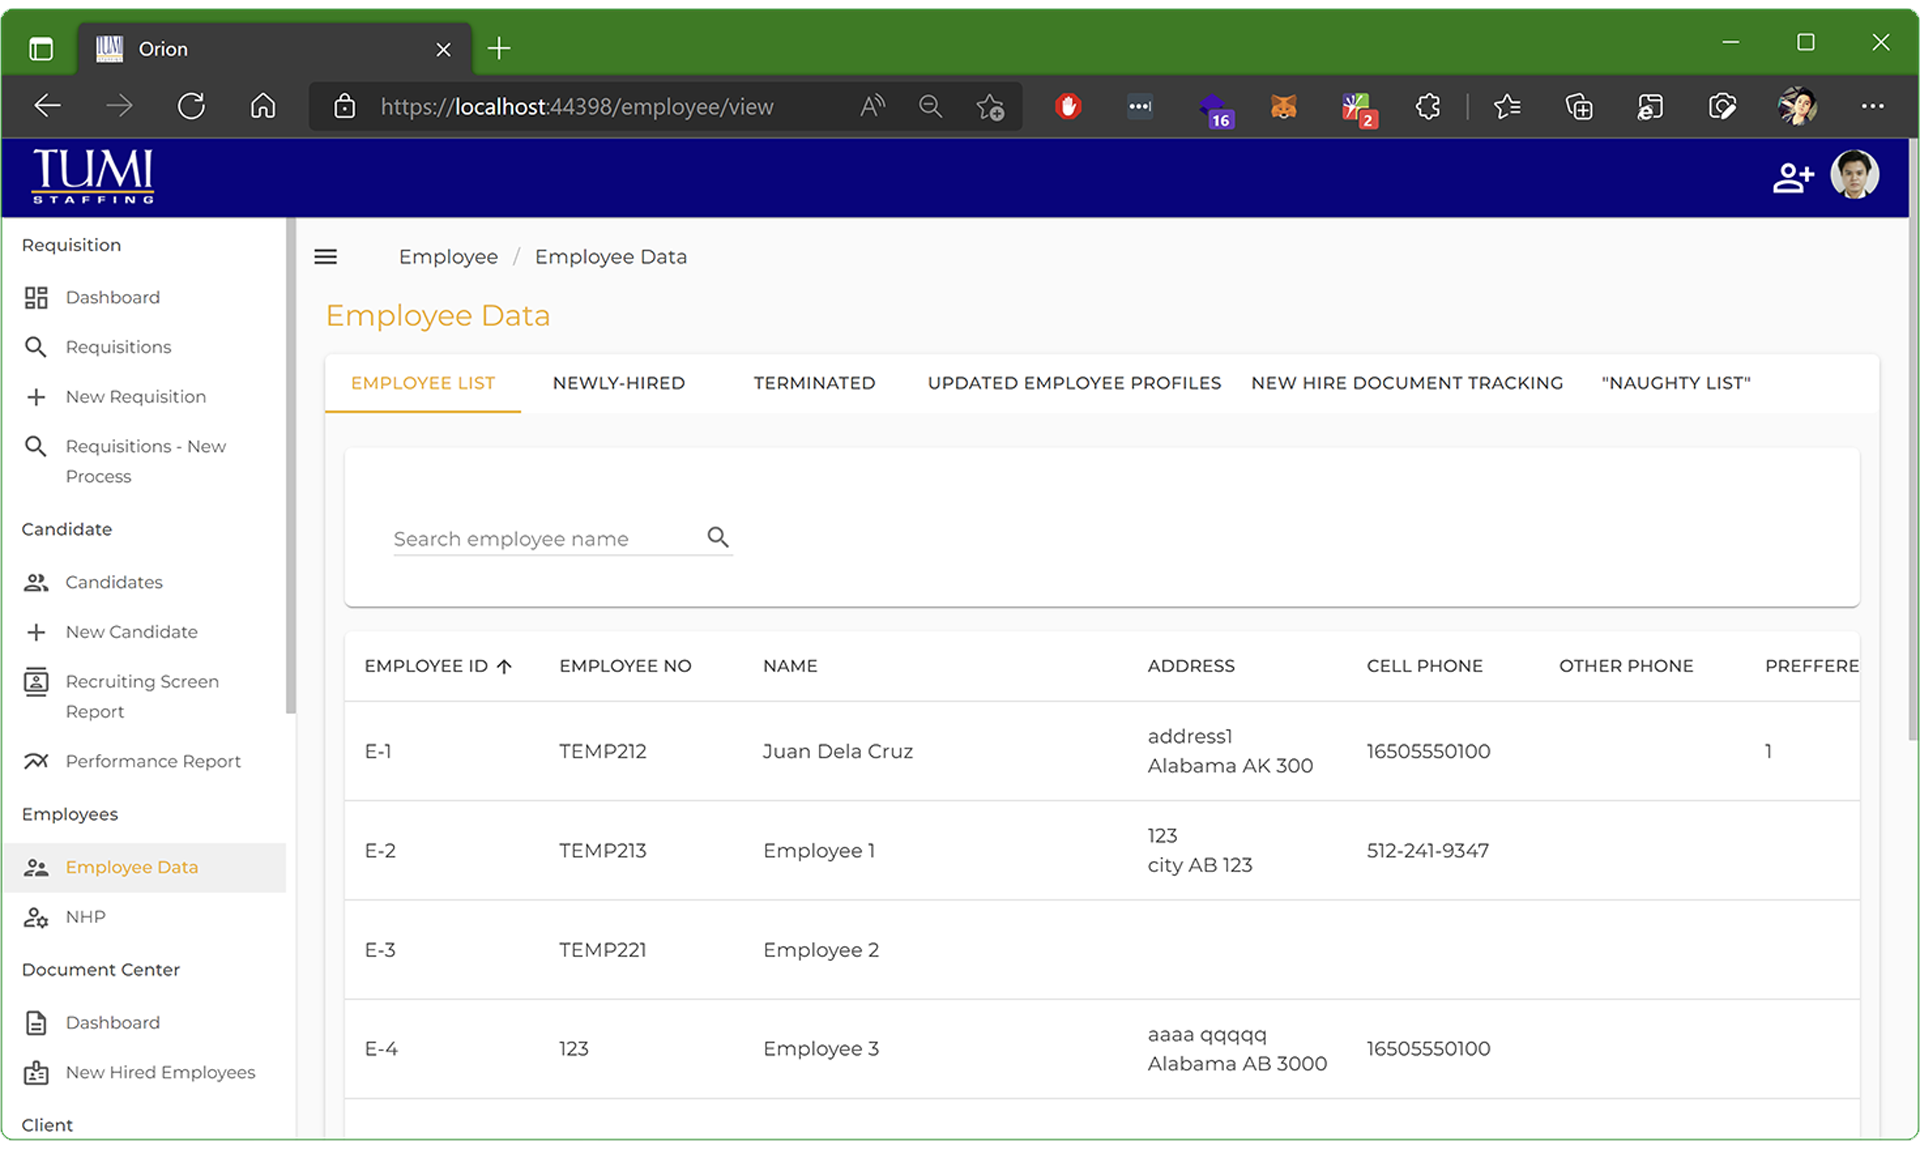 Orion
https://localhost:44398/employee/view
16
2
TUMI
STAFFING
Requisition
Dashboard
Requisitions
New Requisition
Requisitions - New
Process
Candidate
Candidates
New Candidate
Recruiting Screen
Report
Performance Report
Employees
Employee Data
NHP
Document Center
Dashboard
New Hired Employees
Client
Employee / Employee Data
Employee Data
EMPLOYEE LIST NEWLY-HIRED TERMINATED UPDATED EMPLOYEE PROFILES NEW HIRE DOCUMENT TRACKING "NAUGHTY LIST"
Search employee name
EMPLOYEE ID EMPLOYEE NO NAME ADDRESS CELL PHONE OTHER PHONE PREFFERE
E-1 TEMP212 Juan Dela Cruz address1 16505550100 1
Alabama AK 300
E-2 TEMP213 Employee 1 123 512-241-9347
city AB 123
E-3 TEMP221 Employee 2
E-4 123 Employee 3 aaaa qqqqq 16505550100
Alabama AB 3000